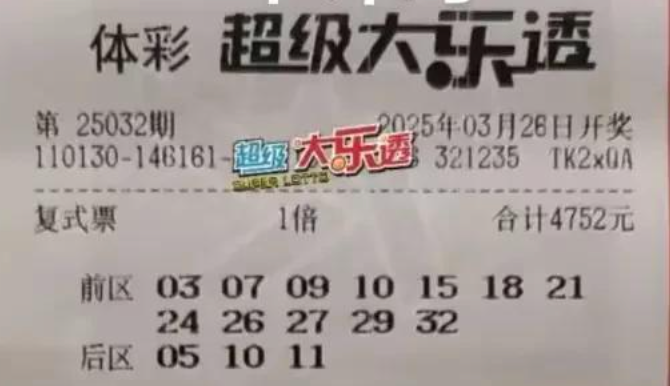 体彩 超级大乐透
第 25032期 2025年03月26日开奖
110130-146161- 321235 TK2xQA
超级大乐透
SUPER LOTTO
复式票 1倍 合计4752元
前区 03 07 09 10 15 18 21
24 26 27 29 32
后区 05 10 11